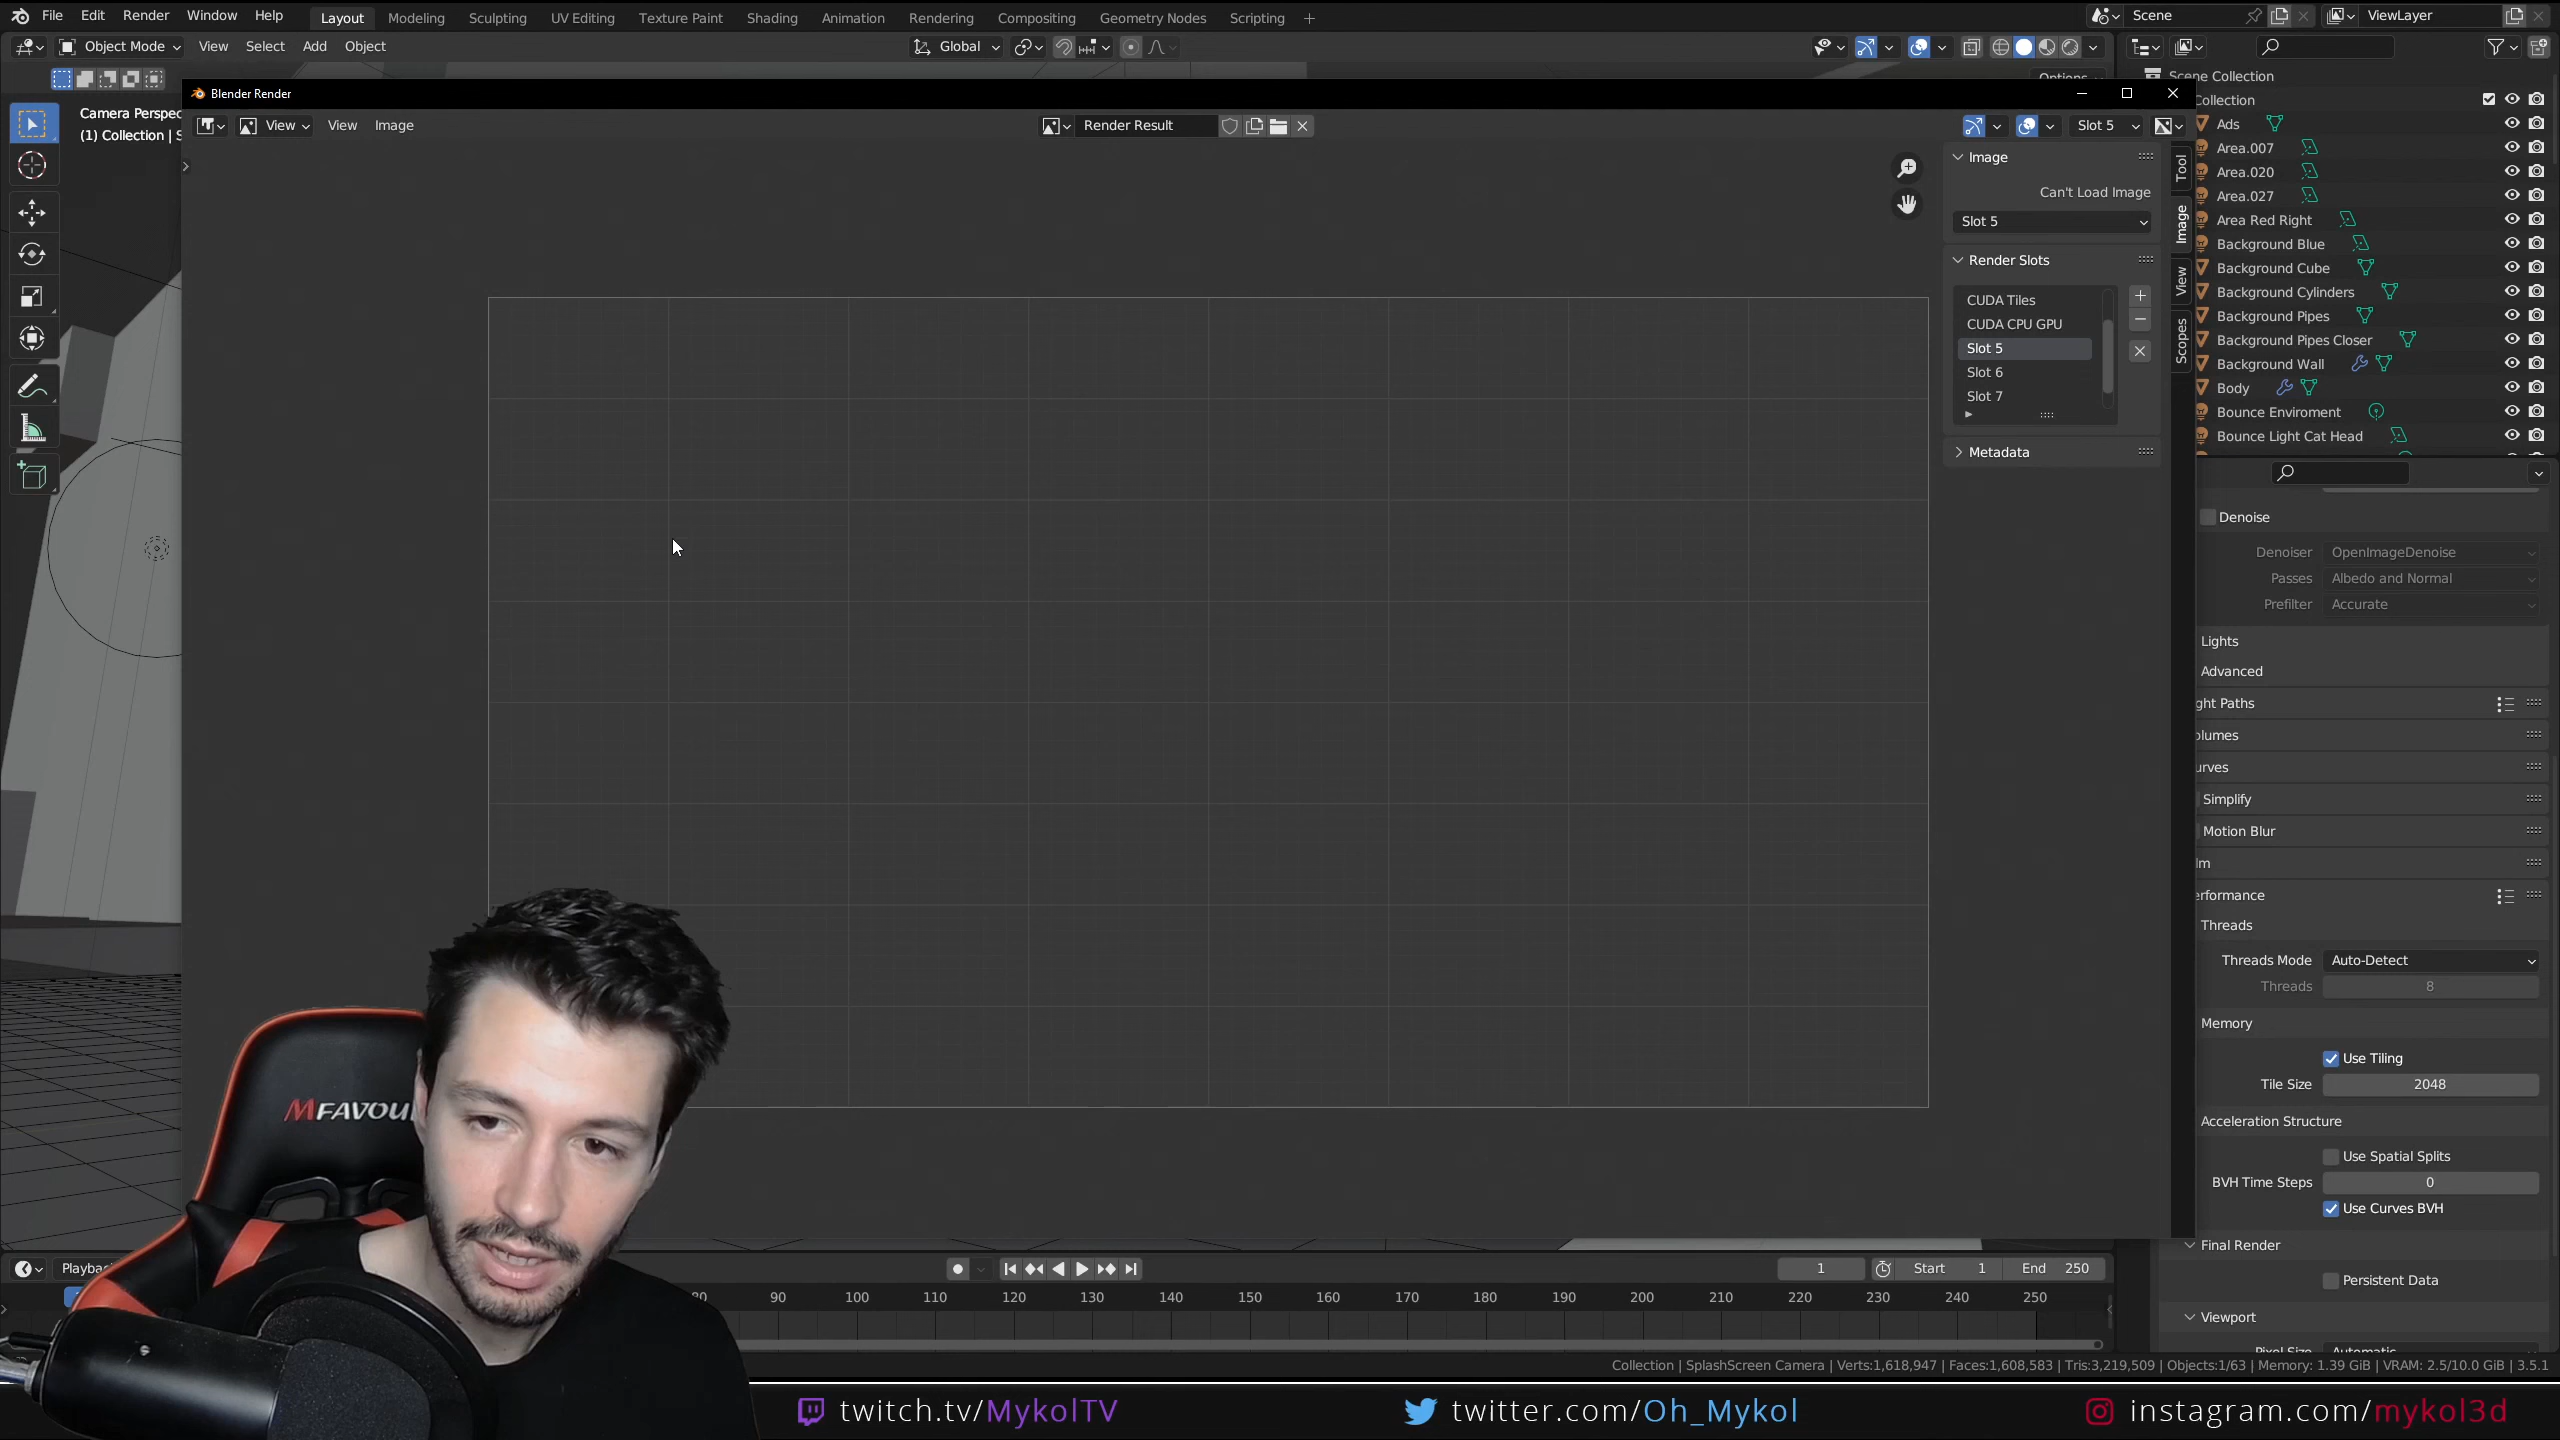 File Edit Render Window Help Layout Modeling Sculpting UV Editing Texture Paint Shading Animation Rendering Compositing Geometry Nodes Scripting + Scene ViewLayer
Object Mode View Select Add Object Global
Options
Scene Collection
Blender Render
Collection
Camera Perspec
(1) Collection | S
View View Image Render Result Slot 5
Ads
Area.007
Area.020
Area.027
Area Red Right
Background Blue
Background Cube
Background Cylinders
Background Pipes
Background Pipes Closer
Background Wall
Body
Bounce Enviroment
Bounce Light Cat Head
Image
Can't Load Image
Slot 5
Render Slots
CUDA Tiles
CUDA CPU GPU
Slot 5
Slot 6
Slot 7
Metadata
Tool
Image
View
Scopes
Denoise
Denoiser OpenImageDenoise
Passes Albedo and Normal
Prefilter Accurate
Lights
Advanced
ght Paths
olumes
urves
Simplify
Motion Blur
lm
erformance
Threads
Threads Mode Auto-Detect
Threads 8
Memory
Use Tiling
Tile Size 2048
Acceleration Structure
Use Spatial Splits
BVH Time Steps 0
Use Curves BVH
Final Render
Persistent Data
Viewport
MFAVOU
Playba
1 Start 1 End 250
80 90 100 110 120 130 140 150 160 170 180 190 200 210 220 230 240 250
Collection | SplashScreen Camera | Verts:1,618,947 | Faces:1,608,583 | Tris:3,219,509 | Objects:1/63 | Memory: 1.39 GiB | VRAM: 2.5/10.0 GiB | 3.5.1
twitch.tv/MykolTV twitter.com/Oh_Mykol instagram.com/mykol3d